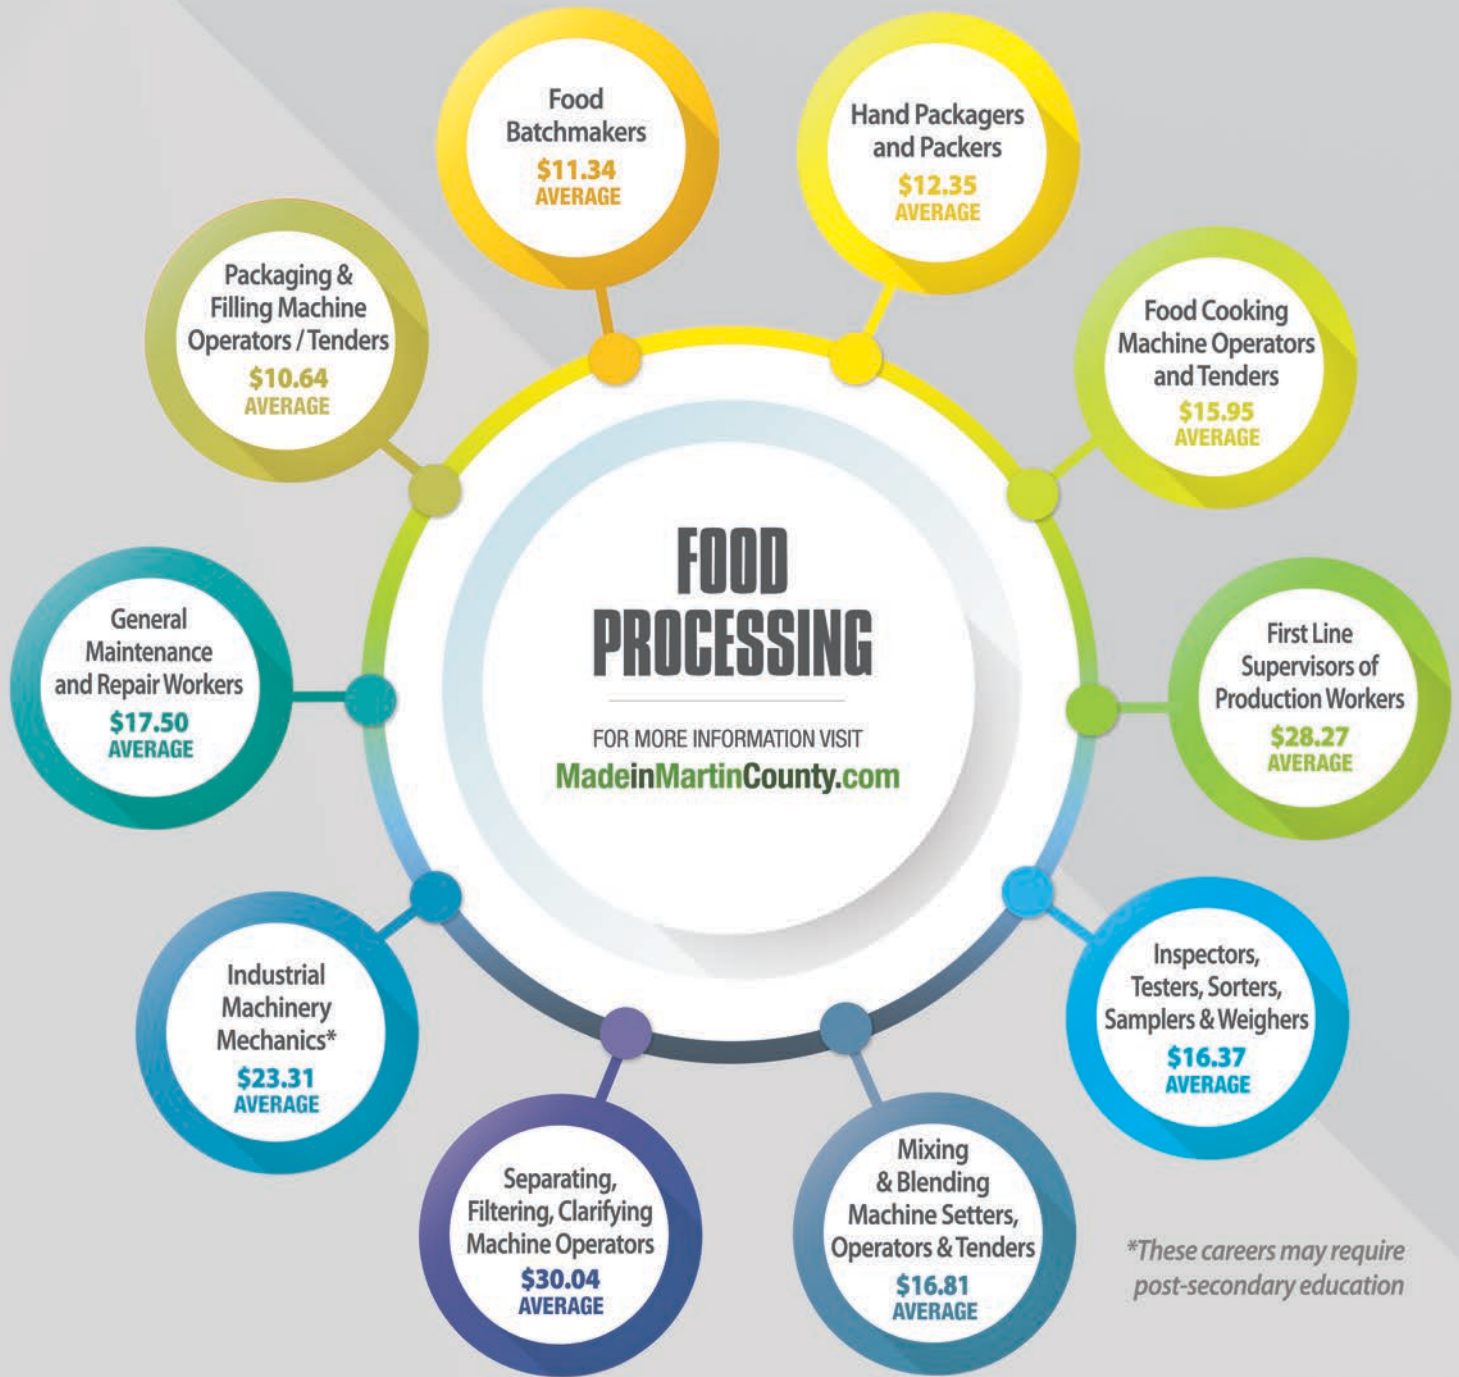 Food
Batchmakers
$11.34
AVERAGE
Hand Packagers
and Packers
$12.35
AVERAGE
Food Cooking
Machine Operators
and Tenders
$15.95
AVERAGE
First Line
Supervisors of
Production Workers
$28.27
AVERAGE
Inspectors,
Testers, Sorters,
Samplers & Weighers
$16.37
AVERAGE
Mixing
& Blending
Machine Setters,
Operators & Tenders
$16.81
AVERAGE
Separating,
Filtering, Clarifying
Machine Operators
$30.04
AVERAGE
Industrial
Machinery
Mechanics*
$23.31
AVERAGE
General
Maintenance
and Repair Workers
$17.50
AVERAGE
Packaging &
Filling Machine
Operators / Tenders
$10.64
AVERAGE
FOOD
PROCESSING
FOR MORE INFORMATION VISIT
MadeinMartinCounty.com
*These careers may require
post-secondary education